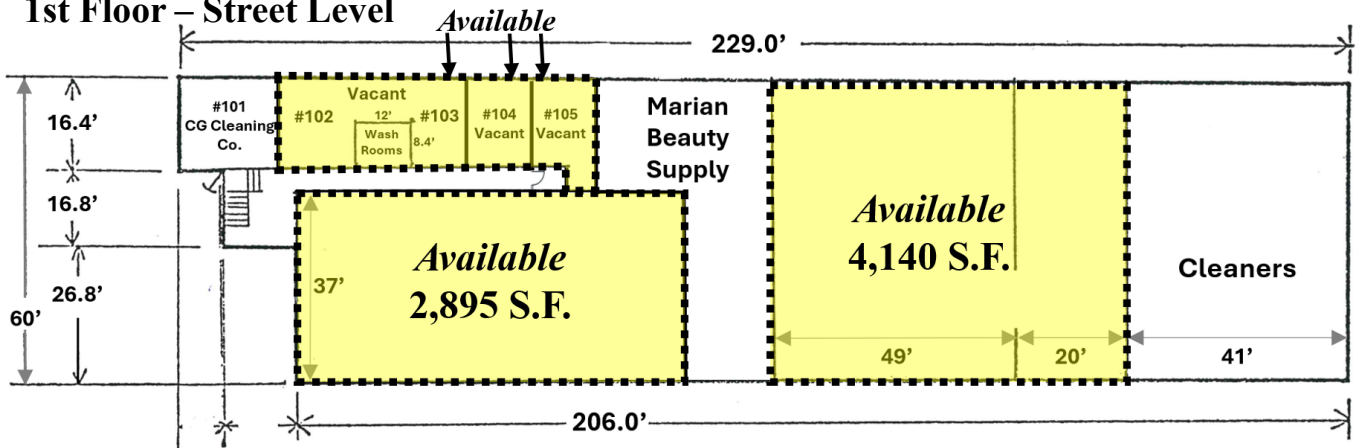 1st Floor – Street Level
Available
229.0’
#101
CG Cleaning
Co.
Vacant
#102
12’
#103
Wash
Rooms
8.4’
#104
Vacant
#105
Vacant
Marian
Beauty
Supply
16.4’
16.8’
26.8’
60’
37’
Available
2,895 S.F.
Available
4,140 S.F.
Cleaners
49’
20’
41’
206.0’